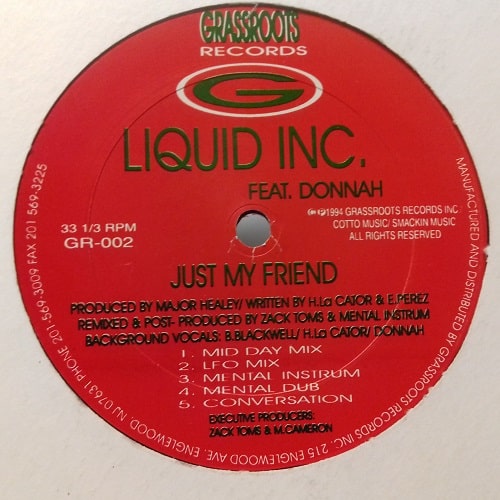 GRASSROOTS
RECORDS
G
LIQUID INC.
FEAT. DONNAH
33 1/3 RPM
GR-002
© ℗ 1994 GRASSROOTS RECORDS INC.
COTTO MUSIC/ SMACKIN MUSIC
ALL RIGHTS RESERVED
JUST MY FRIEND
PRODUCED BY MAJOR HEALEY/ WRITTEN BY H.La CATOR & E.PEREZ
REMIXED & POST- PRODUCED BY ZACK TOMS & MENTAL INSTRUM
BACKGROUND VOCALS: B.BLACKWELL/ H.La CATOR/ DONNAH
1. MID DAY MIX
2. LFO MIX
3. MENTAL INSTRUM
4. MENTAL DUB
5. CONVERSATION
EXECUTIVE PRODUCERS:
ZACK TOMS & M.CAMERON
MANUFACTURED AND DISTRIBUTED BY GRASSROOTS RECORDS INC. 215 ENGLEWOOD AVE. ENGLEWOOD, NJ 07631 PHONE 201-569-3009 FAX 201 569-3225